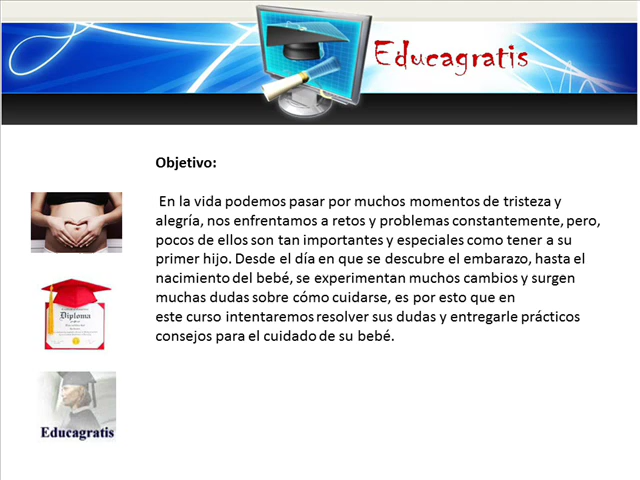 Educagratis
Objetivo:
En la vida podemos pasar por muchos momentos de tristeza y
alegría, nos enfrentamos a retos y problemas constantemente, pero,
pocos de ellos son tan importantes y especiales como tener a su
primer hijo. Desde el día en que se descubre el embarazo, hasta el
nacimiento del bebé, se experimentan muchos cambios y surgen
muchas dudas sobre cómo cuidarse, es por esto que en
este curso intentaremos resolver sus dudas y entregarle prácticos
consejos para el cuidado de su bebé.
Diploma
Educagratis